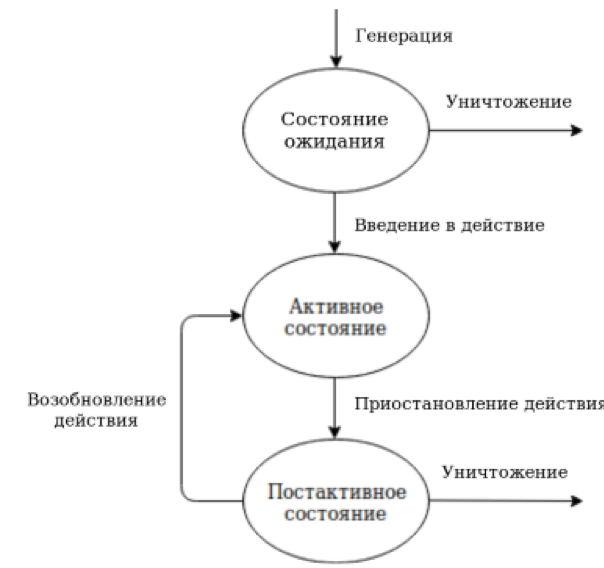 Генерация
Уничтожение
Состояние
ожидания
Введение в действие
Активное
состояние
Возобновление
действия
Приостановление действия
Уничтожение
Постактивное
состояние